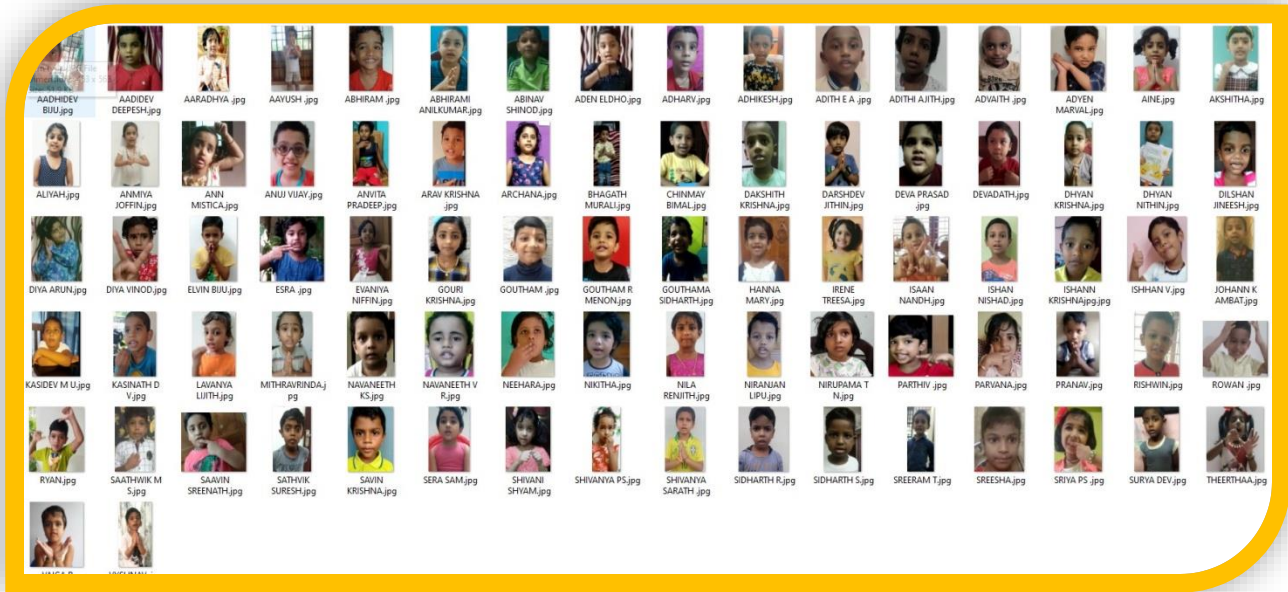 AADHIDEV
BIJU.jpg
AADIDEV
DEEPESH.jpg
AARADHYA .jpg
AAYUSH .jpg
ABHIRAM .jpg
ABHIRAMI
ANILKUMAR.jpg
ABINAV
SHINOD.jpg
ADEN ELDHO.jpg
ADHARV.jpg
ADHIKESH.jpg
ADITH E A .jpg
ADITHI AJITH.jpg
ADVAITH .jpg
ADYEN
MARVAL.jpg
AINE.jpg
AKSHITHA.jpg
ALIYAH.jpg
ANMIYA
JOFFIN.jpg
ANN
MISTICA.jpg
ANUJ VIJAY.jpg
ANVITA
PRADEEP.jpg
ARAV KRISHNA
.jpg
ARCHANA.jpg
BHAGATH
MURALI.jpg
CHINMAY
BIMAL.jpg
DAKSHITH
KRISHNA.jpg
DARSHDEV
JITHIN.jpg
DEVA PRASAD
.jpg
DEVADATH.jpg
DHYAN
KRISHNA.jpg
DHYAN
NITHIN.jpg
DILSHAN
JINEESH.jpg
DIYA ARUN.jpg
DIYA VINOD.jpg
ELVIN BIJU.jpg
ESRA .jpg
EVANIYA
NIFFIN.jpg
GOURI
KRISHNA.jpg
GOUTHAM .jpg
GOUTHAM R
MENON.jpg
GOUTHAMA
SIDHARTH.jpg
HANNA
MARY.jpg
IRENE
TREESA.jpg
ISAAN
NANDH.jpg
ISHAN
NISHAD.jpg
ISHANN
KRISHNAjpg.jpg
ISHHAN V.jpg
JOHANN K
AMBAT.jpg
KASIDEV M U.jpg
KASINATH D
V.jpg
LAVANYA
LIJITH.jpg
MITHRAVRINDA.j
pg
NAVANEETH
KS.jpg
NAVANEETH V
R.jpg
NEEHARA.jpg
NIKITHA.jpg
NILA
RENJITH.jpg
NIRANJAN
LIPU.jpg
NIRUPAMA T
N.jpg
PARTHIV .jpg
PARVANA.jpg
PRANAV.jpg
RISHWIN.jpg
ROWAN .jpg
RYAN.jpg
SAATHWIK M
S.jpg
SAAVIN
SREENATH.jpg
SATHVIK
SURESH.jpg
SAVIN
KRISHNA.jpg
SERA SAM.jpg
SHIVANI
SHYAM.jpg
SHIVANYA PS.jpg
SHIVANYA
SARATH .jpg
SIDHARTH R.jpg
SIDHARTH S.jpg
SREERAM T.jpg
SREESHA.jpg
SRIYA PS .jpg
SURYA DEV.jpg
THEERTHAA.jpg